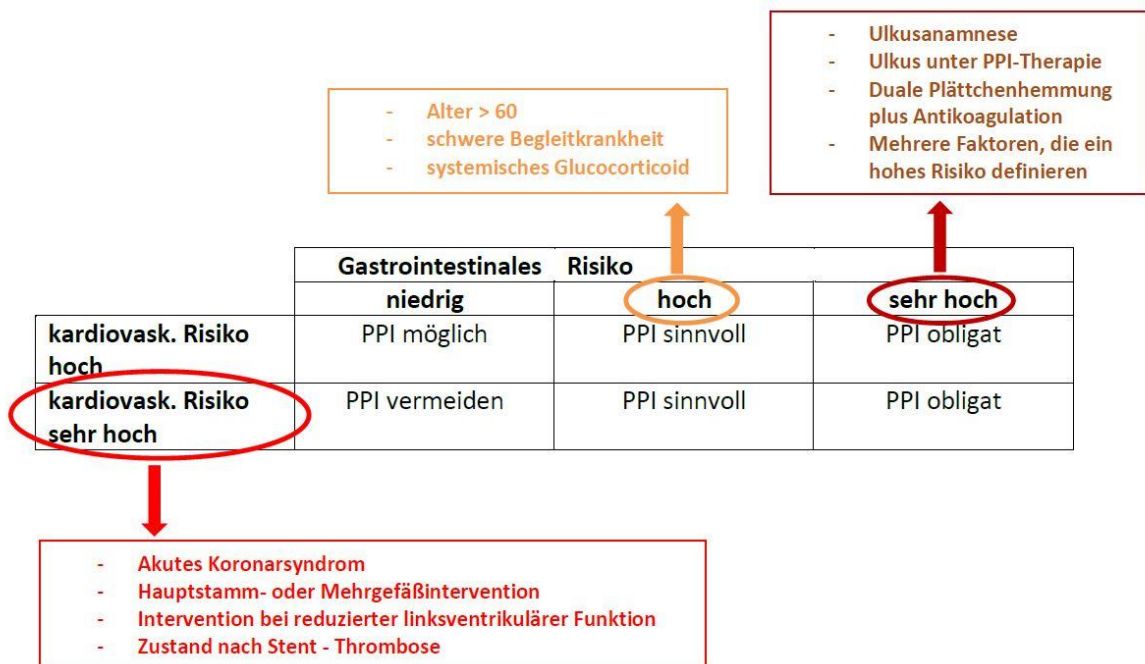 - Ulkusanamnese
- Ulkus unter PPI-Therapie
- Duale Plättchenhemmung
plus Antikoagulation
- Mehrere Faktoren, die ein
hohes Risiko definieren
- Alter > 60
- schwere Begleitkrankheit
- systemisches Glucocorticoid
Gastrointestinales Risiko
niedrig hoch sehr hoch
kardiovask. Risiko
hoch
PPI möglich PPI sinnvoll PPI obligat
kardiovask. Risiko
sehr hoch
PPI vermeiden PPI sinnvoll PPI obligat
- Akutes Koronarsyndrom
- Hauptstamm- oder Mehrgefäßintervention
- Intervention bei reduzierter linksventrikulärer Funktion
- Zustand nach Stent - Thrombose